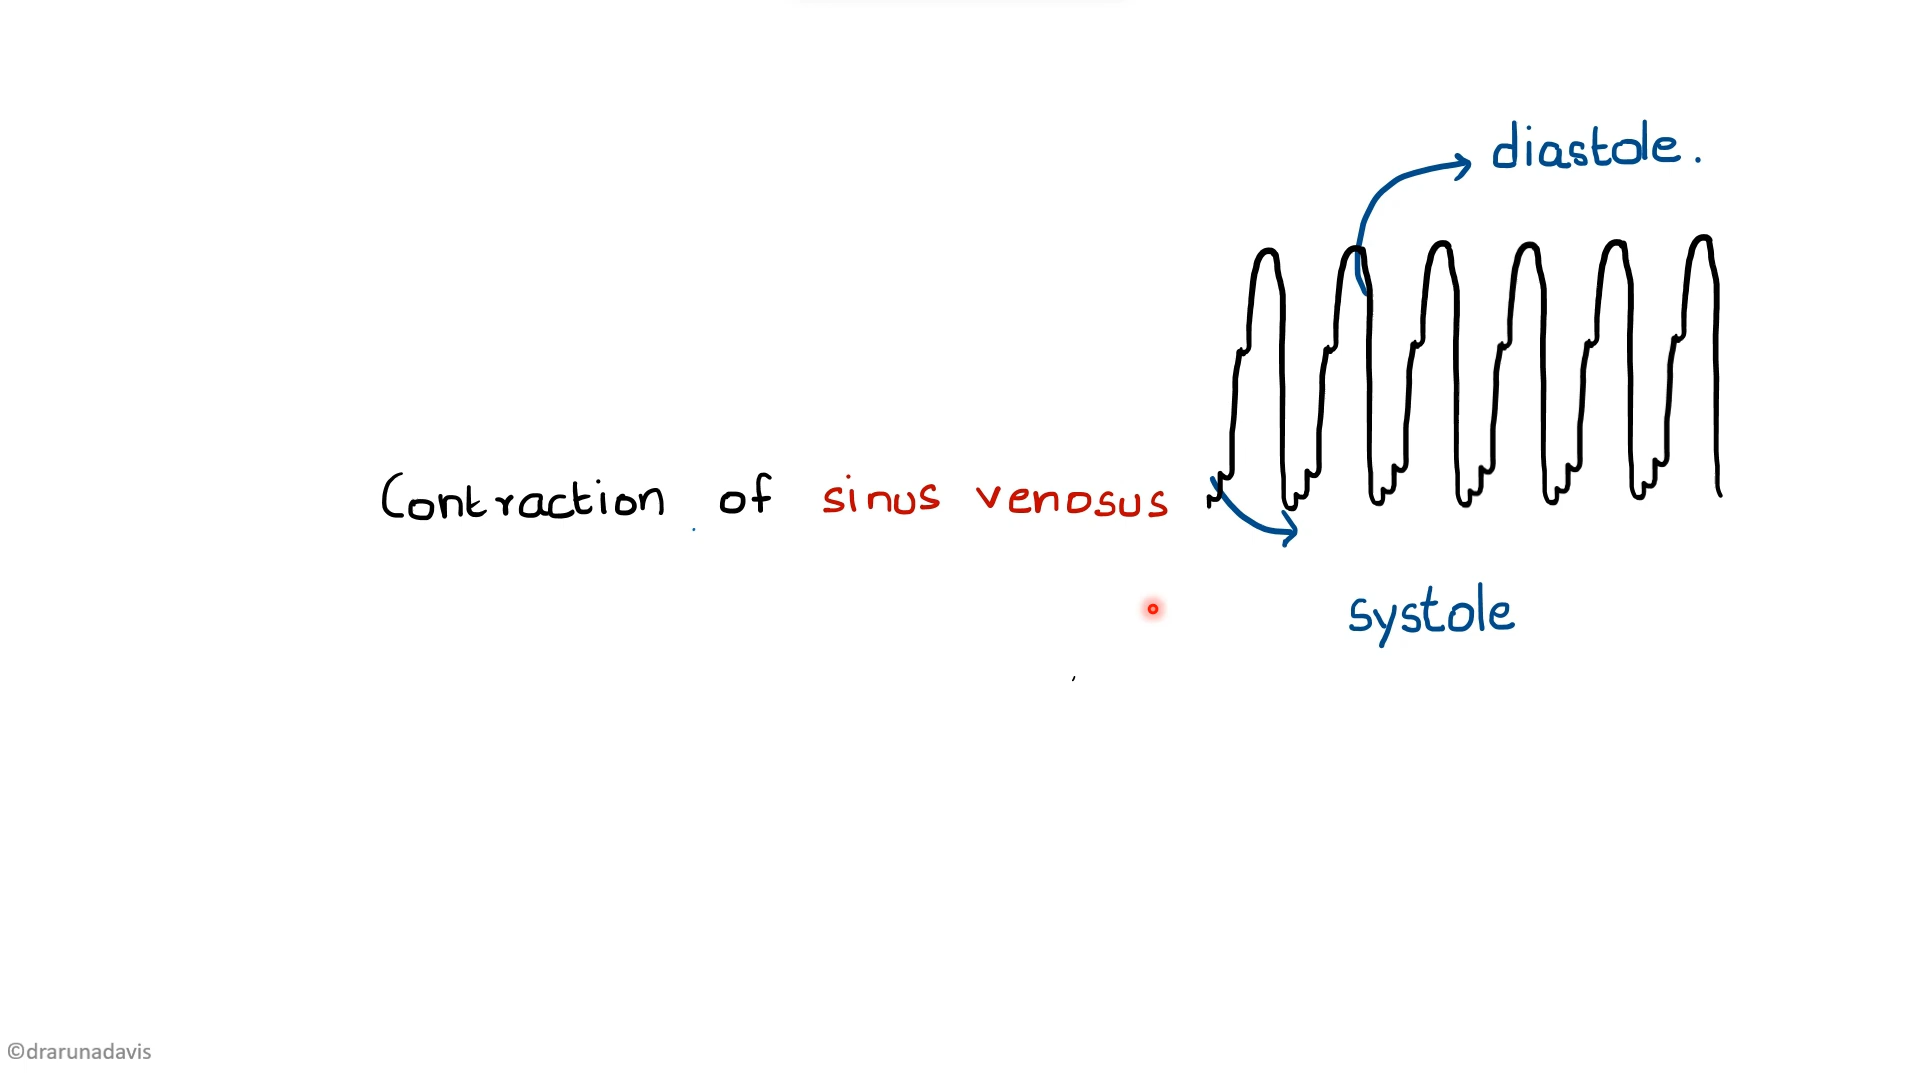 diastole.
Contraction of sinus venosus
systole
©drarunadavis